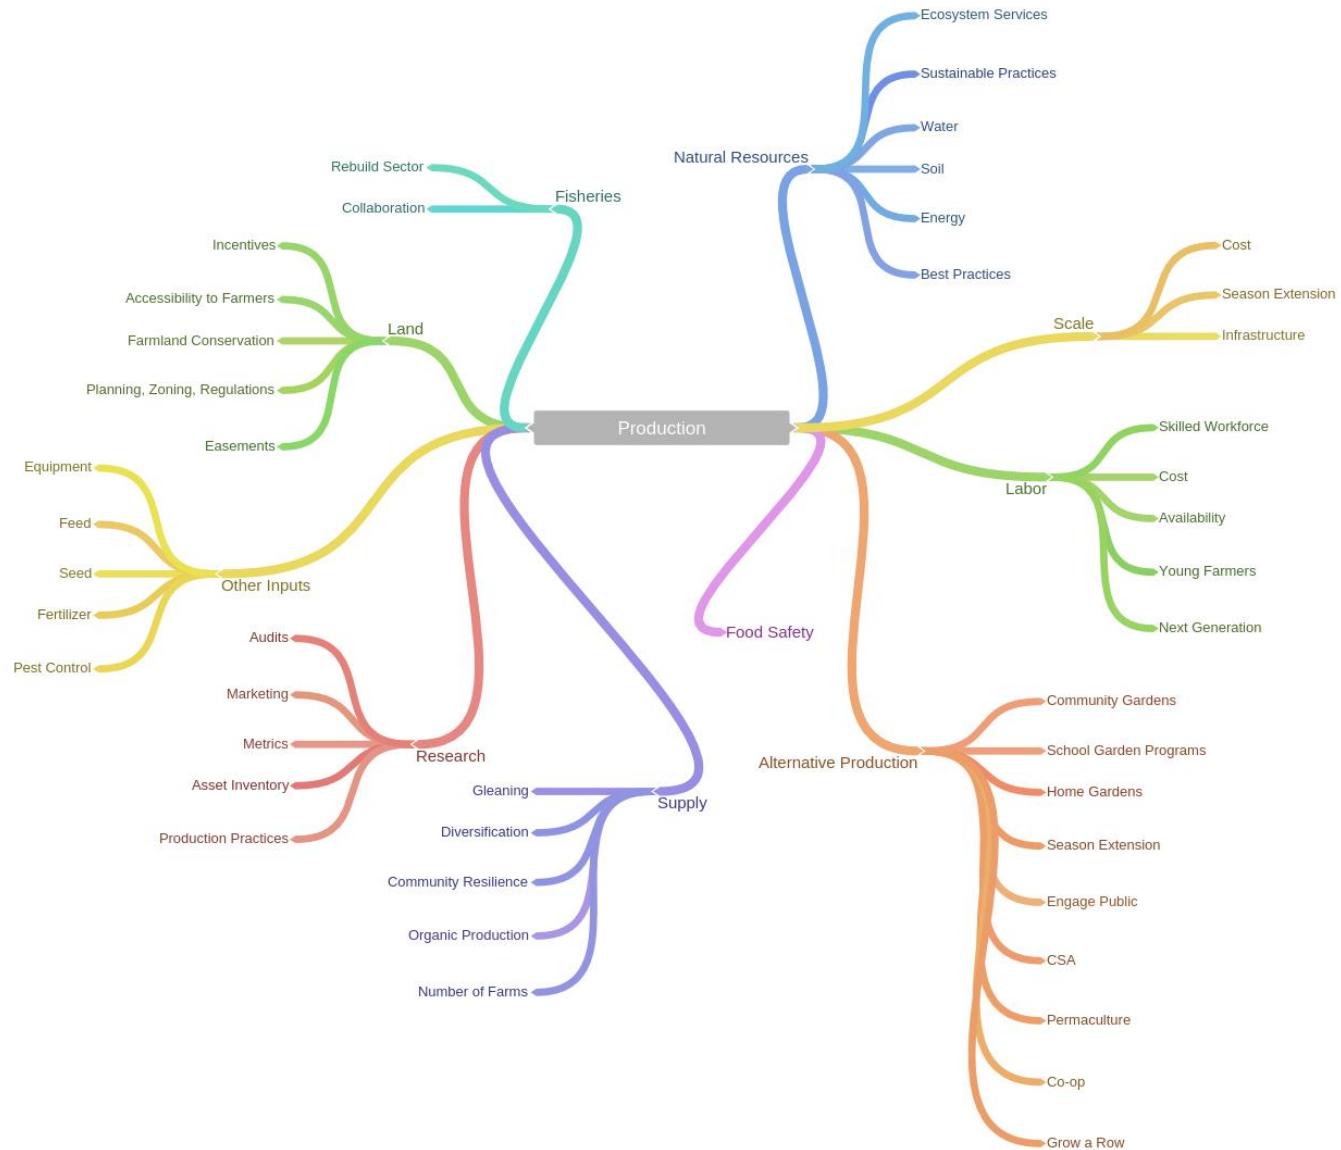 Production
Natural Resources
Ecosystem Services
Sustainable Practices
Water
Soil
Energy
Best Practices
Scale
Cost
Season Extension
Infrastructure
Labor
Skilled Workforce
Cost
Availability
Young Farmers
Next Generation
Alternative Production
Community Gardens
School Garden Programs
Home Gardens
Season Extension
Engage Public
CSA
Permaculture
Co-op
Grow a Row
Food Safety
Fisheries
Rebuild Sector
Collaboration
Land
Incentives
Accessibility to Farmers
Farmland Conservation
Planning, Zoning, Regulations
Easements
Other Inputs
Equipment
Feed
Seed
Fertilizer
Pest Control
Research
Audits
Marketing
Metrics
Asset Inventory
Production Practices
Supply
Gleaning
Diversification
Community Resilience
Organic Production
Number of Farms